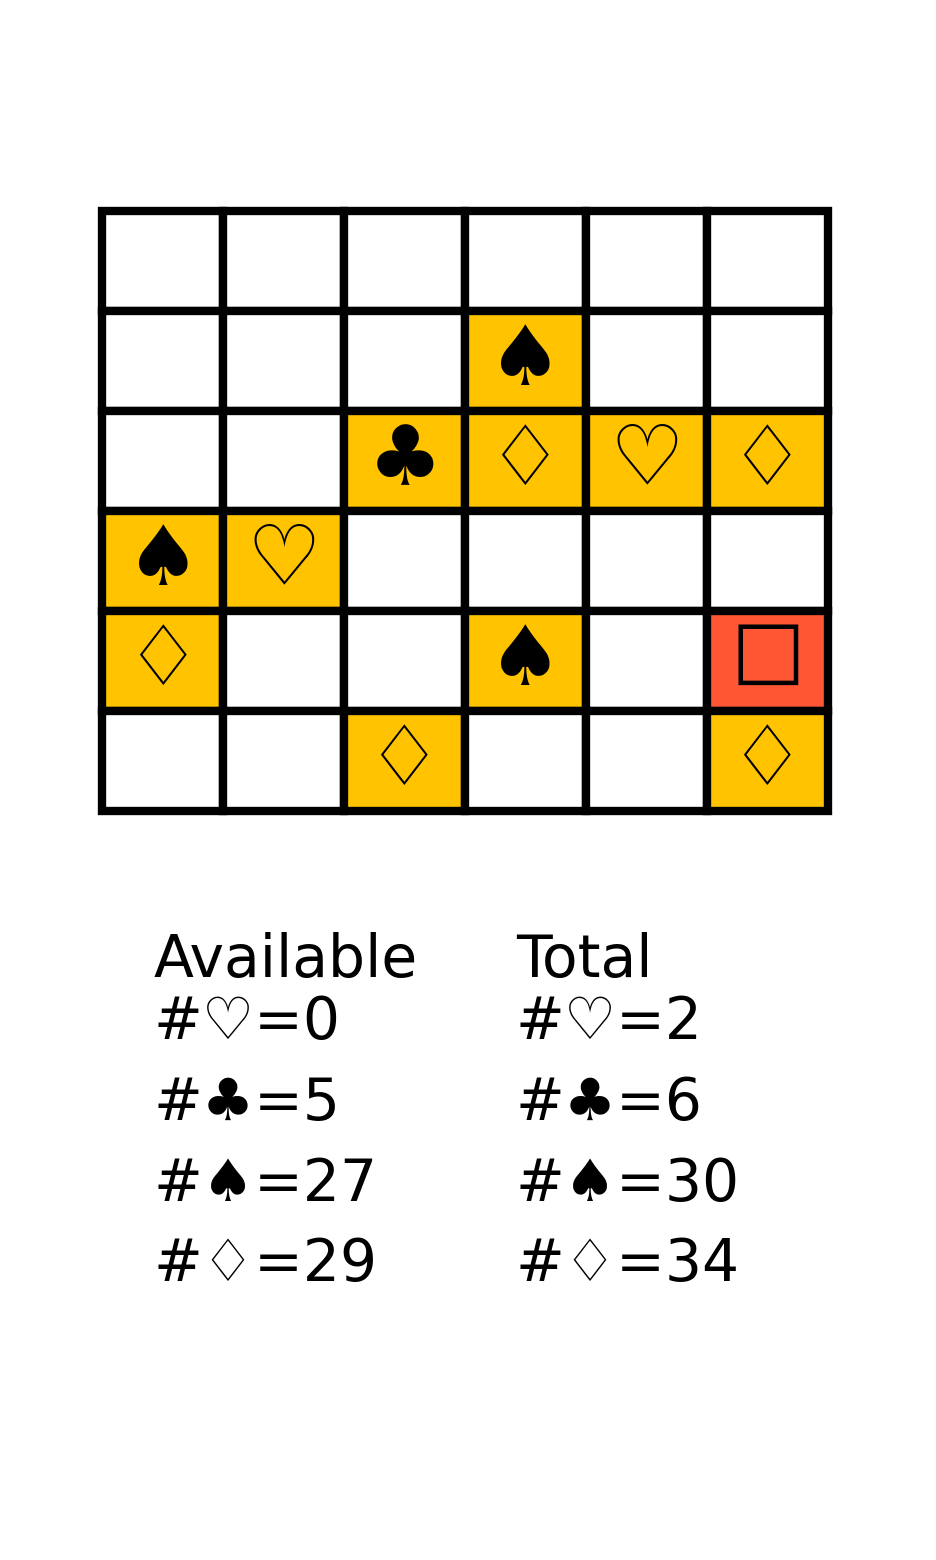 ♠
♣ ♢ ♡ ♢
♠ ♡
♢ ♠ □
♢ ♢
Available Total
#♡=0 #♡=2
#♣=5 #♣=6
#♠=27 #♠=30
#♢=29 #♢=34